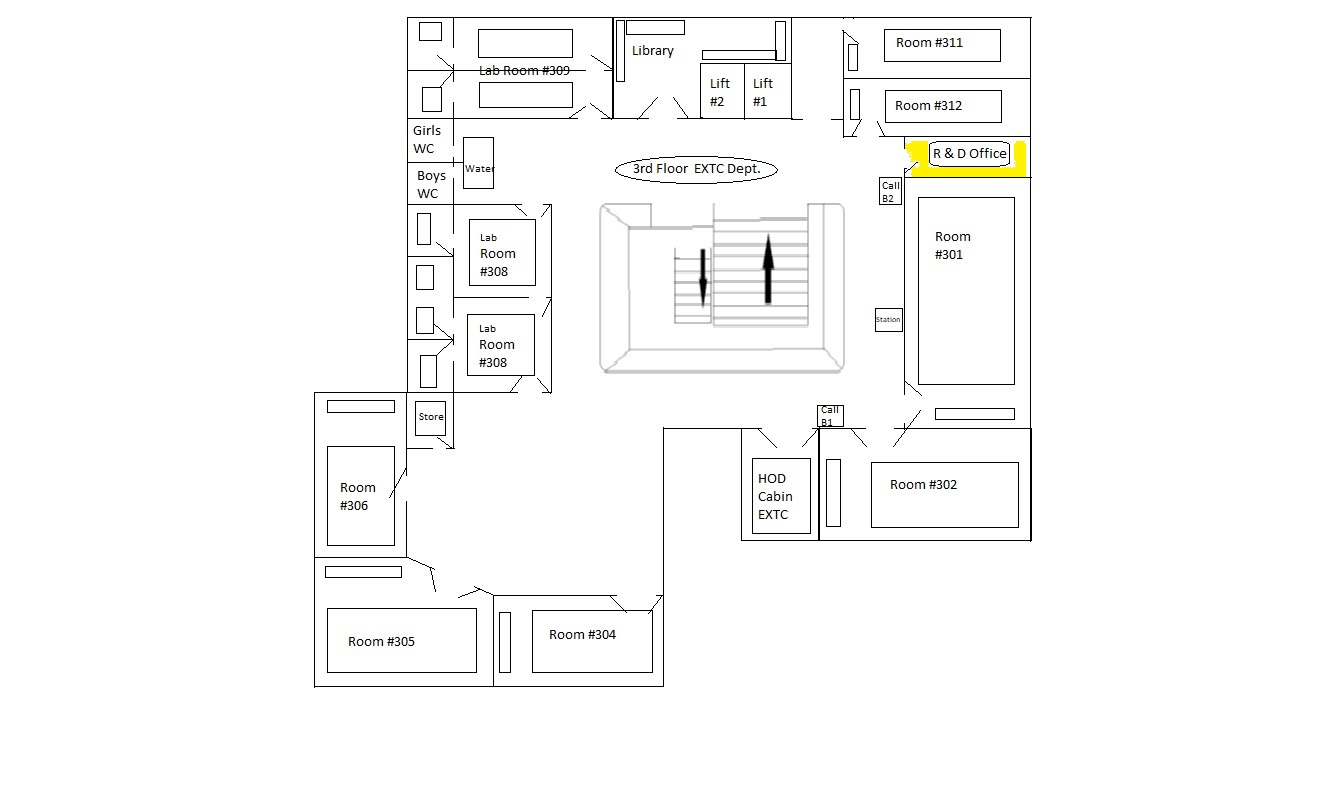 Room #311
Library
Lab Room #309
Lift
#2
Lift
#1
Room #312
Girls
WC
R & D Office
Water
3rd Floor EXTC Dept.
Boys
WC
Call
B2
Lab
Room
#308
Room
#301
Station
Lab
Room
#308
Store
Call
B1
HOD
Cabin
EXTC
Room #302
Room
#306
Room #305
Room #304